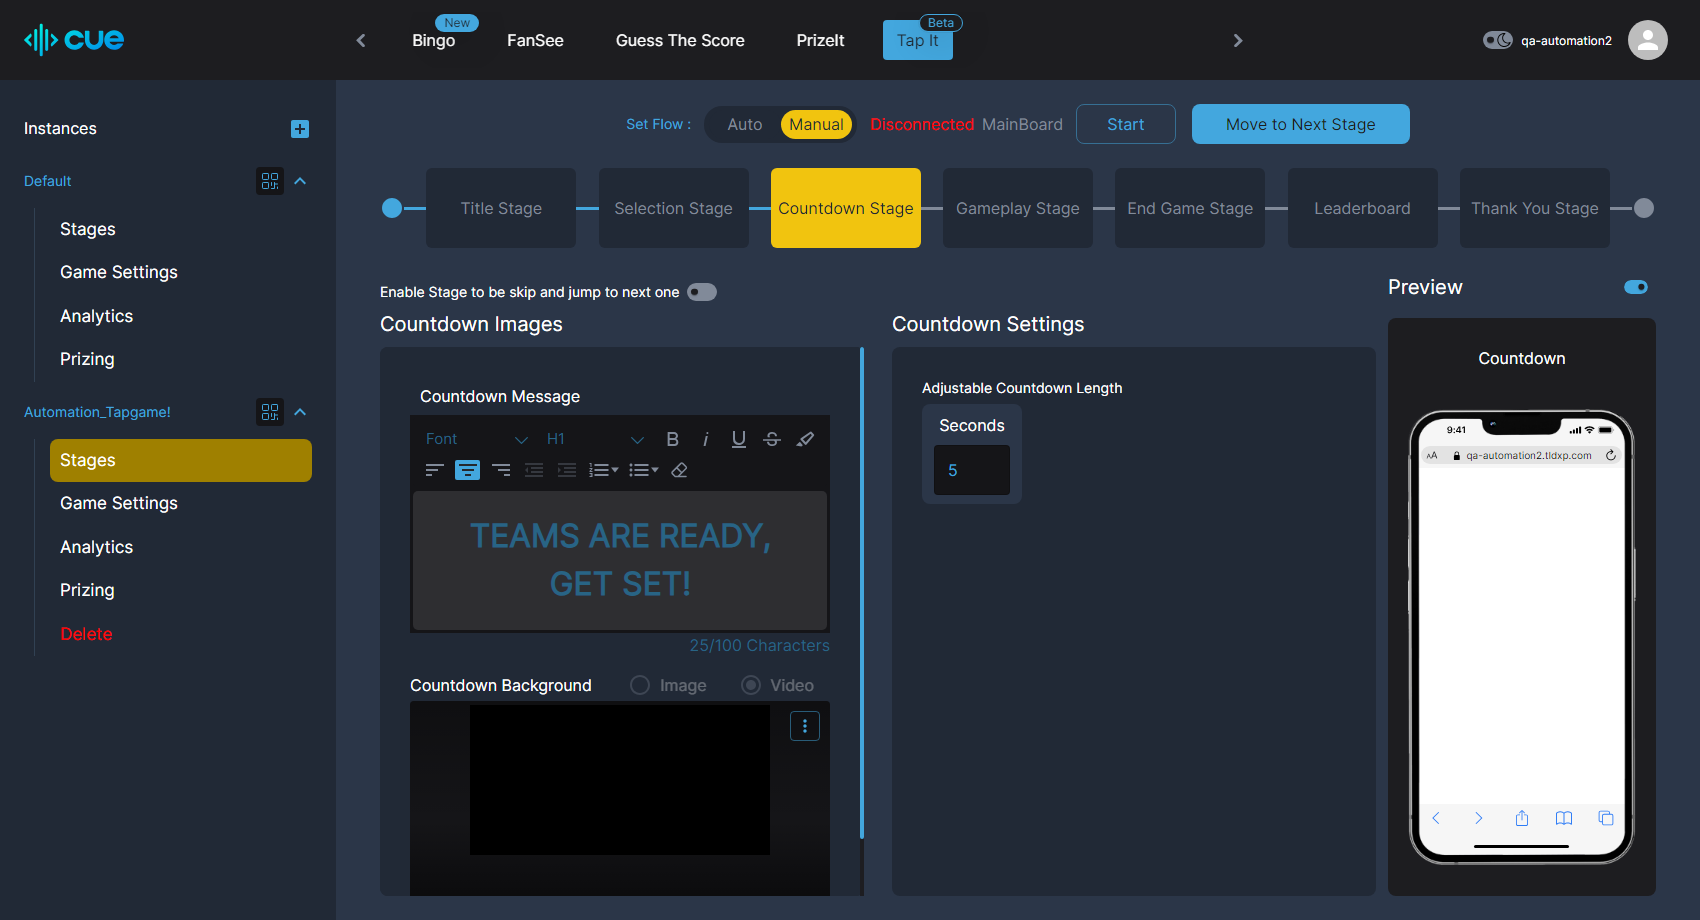 cue
New
Bingo
FanSee
Guess The Score
PrizeIt
Beta
Tap It
qa-automation2
Instances
Default
Stages
Game Settings
Analytics
Prizing
Automation_Tapgame!
Stages
Game Settings
Analytics
Prizing
Delete
Set Flow :
Auto
Manual
Disconnected MainBoard
Start
Move to Next Stage
Title Stage
Selection Stage
Countdown Stage
Gameplay Stage
End Game Stage
Leaderboard
Thank You Stage
Enable Stage to be skip and jump to next one
Countdown Images
Countdown Message
Font
H1
B
i
U
S
TEAMS ARE READY,
GET SET!
25/100 Characters
Countdown Background
Image
Video
Countdown Settings
Adjustable Countdown Length
Seconds
5
Preview
Countdown
9:41
AA
qa-automation2.tldxp.com